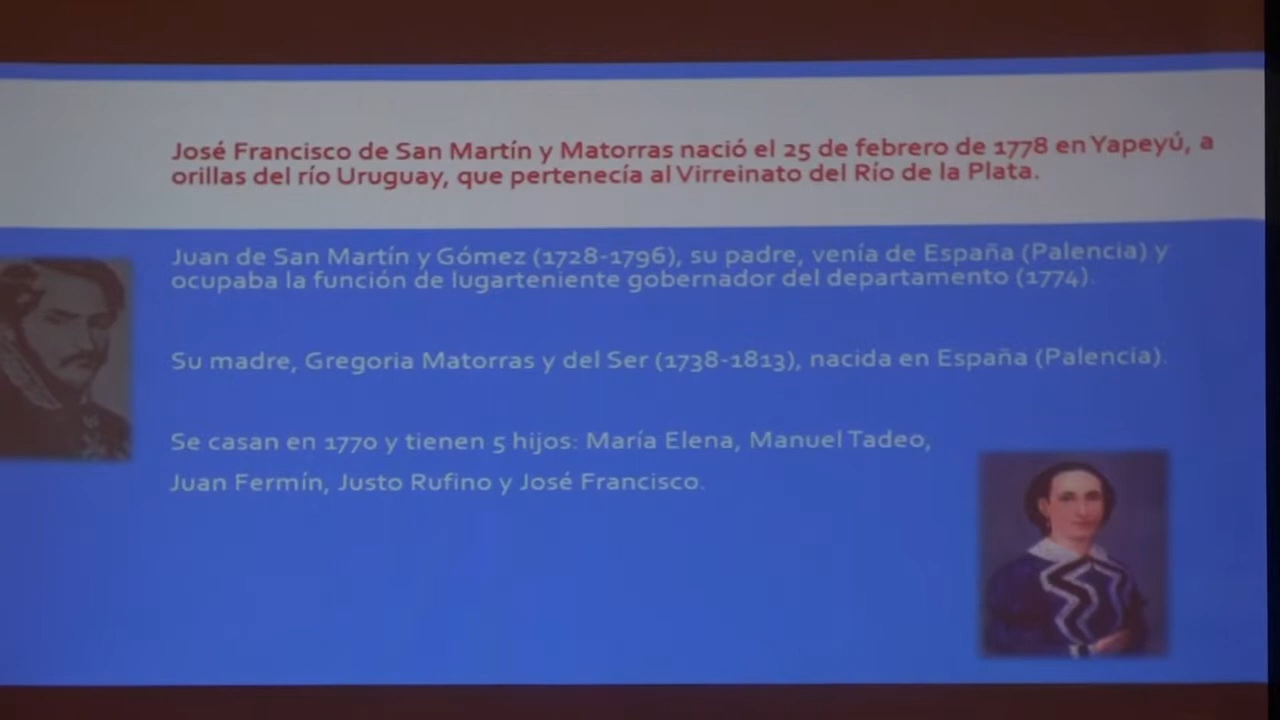 José Francisco de San Martín y Matorras nació el 25 de febrero de 1778 en Yapeyú, a
orillas del río Uruguay, que pertenecía al Virreinato del Río de la Plata.
Juan de San Martín y Gómez (1728-1796), su padre, venía de España (Palencia) y
ocupaba la función de lugarteniente gobernador del departamento (1774).
Su madre, Gregoria Matorras y del Ser (1738-1813), nacida en España (Palencia).
Se casan en 1770 y tienen 5 hijos: María Elena, Manuel Tadeo,
Juan Fermín, Justo Rufino y José Francisco.